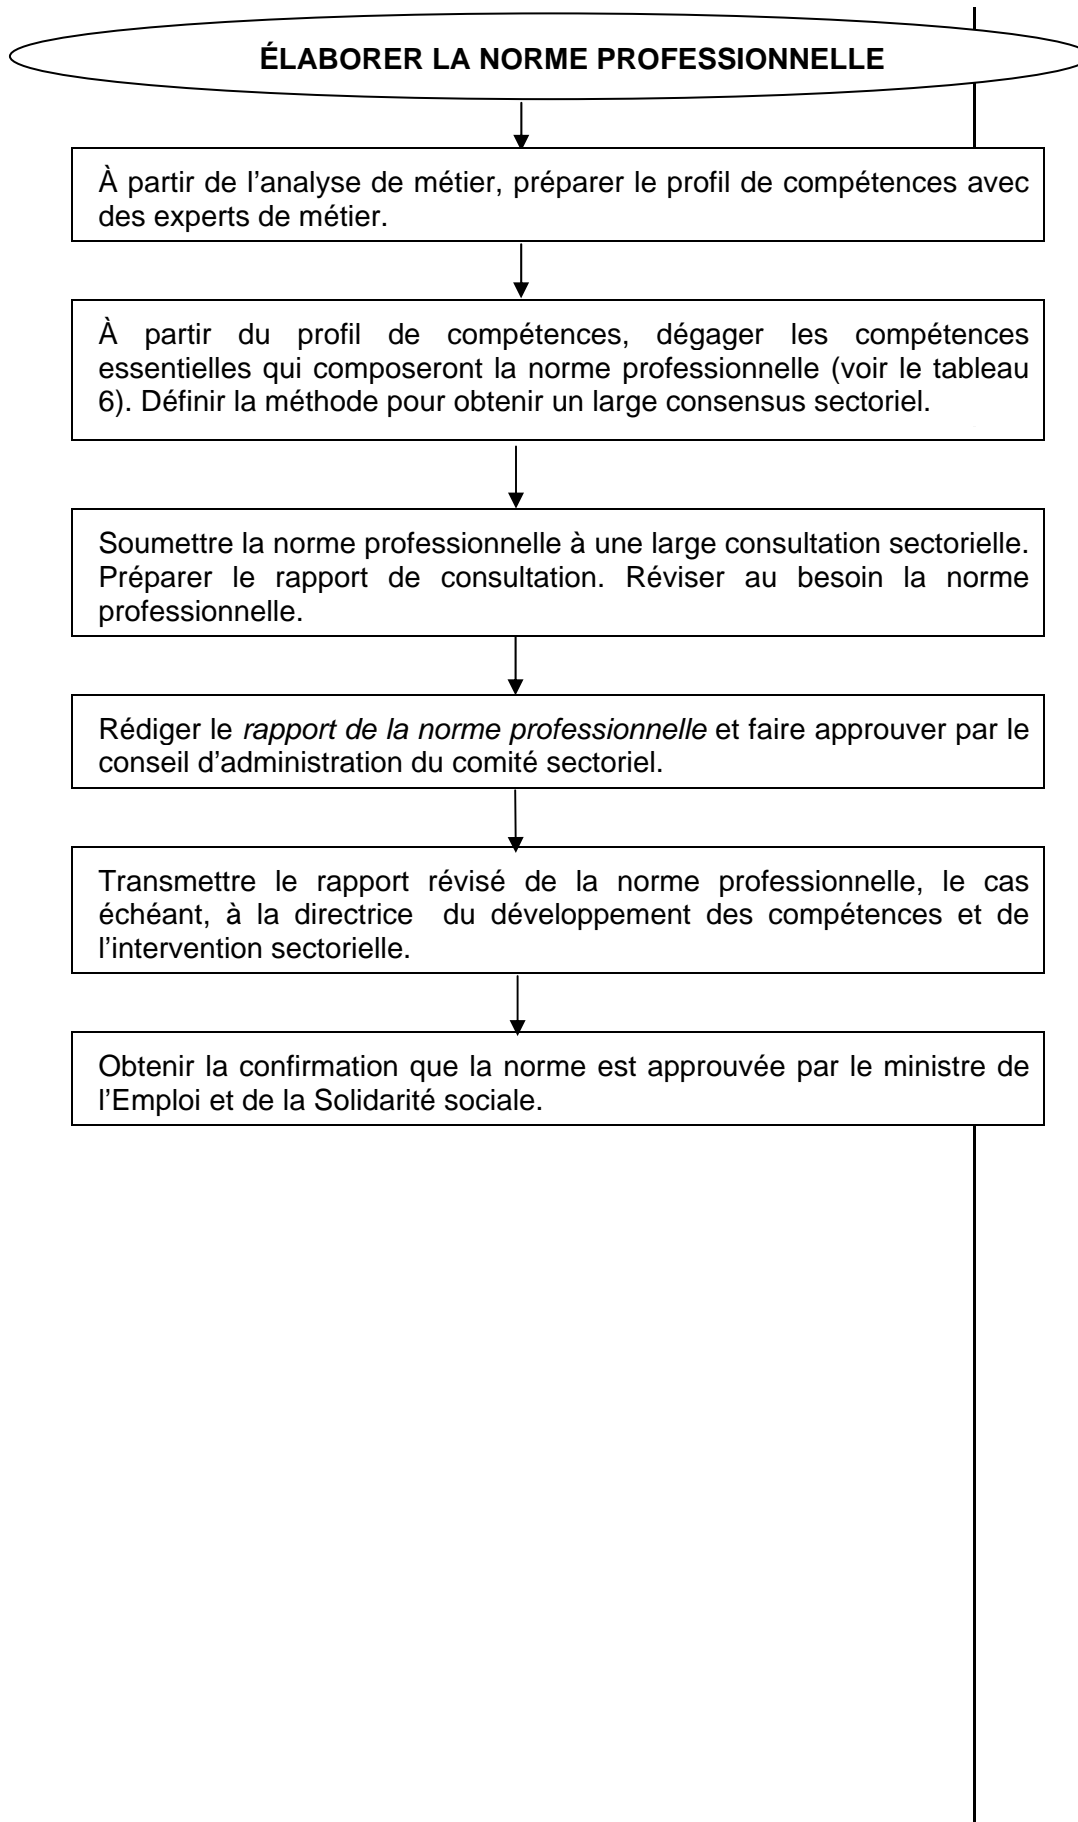 ÉLABORER LA NORME PROFESSIONNELLE
À partir de l’analyse de métier, préparer le profil de compétences avec
des experts de métier.
À partir du profil de compétences, dégager les compétences
essentielles qui composeront la norme professionnelle (voir le tableau
6). Définir la méthode pour obtenir un large consensus sectoriel.
Soumettre la norme professionnelle à une large consultation sectorielle.
Préparer le rapport de consultation. Réviser au besoin la norme
professionnelle.
Rédiger le rapport de la norme professionnelle et faire approuver par le
conseil d’administration du comité sectoriel.
Transmettre le rapport révisé de la norme professionnelle, le cas
échéant, à la directrice du développement des compétences et de
l’intervention sectorielle.
Obtenir la confirmation que la norme est approuvée par le ministre de
l’Emploi et de la Solidarité sociale.